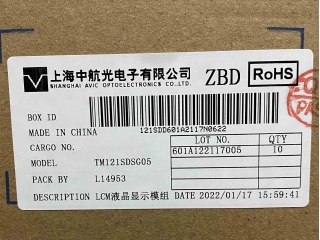 上海中航光电子有限公司 ZBD RoHS
SHANGHAI AVIC OPTOELECTRONICS CO.,LTD.
BOX ID
121SDD601A2117N0622
MADE IN CHINA
CARGO NO. LOT NO. QTY
601A122117005 10
MODEL TM121SDSG05
PACK BY L14953
DESCRIPTION LCM液晶显示模组 DATE 2022/01/17 15:59:41